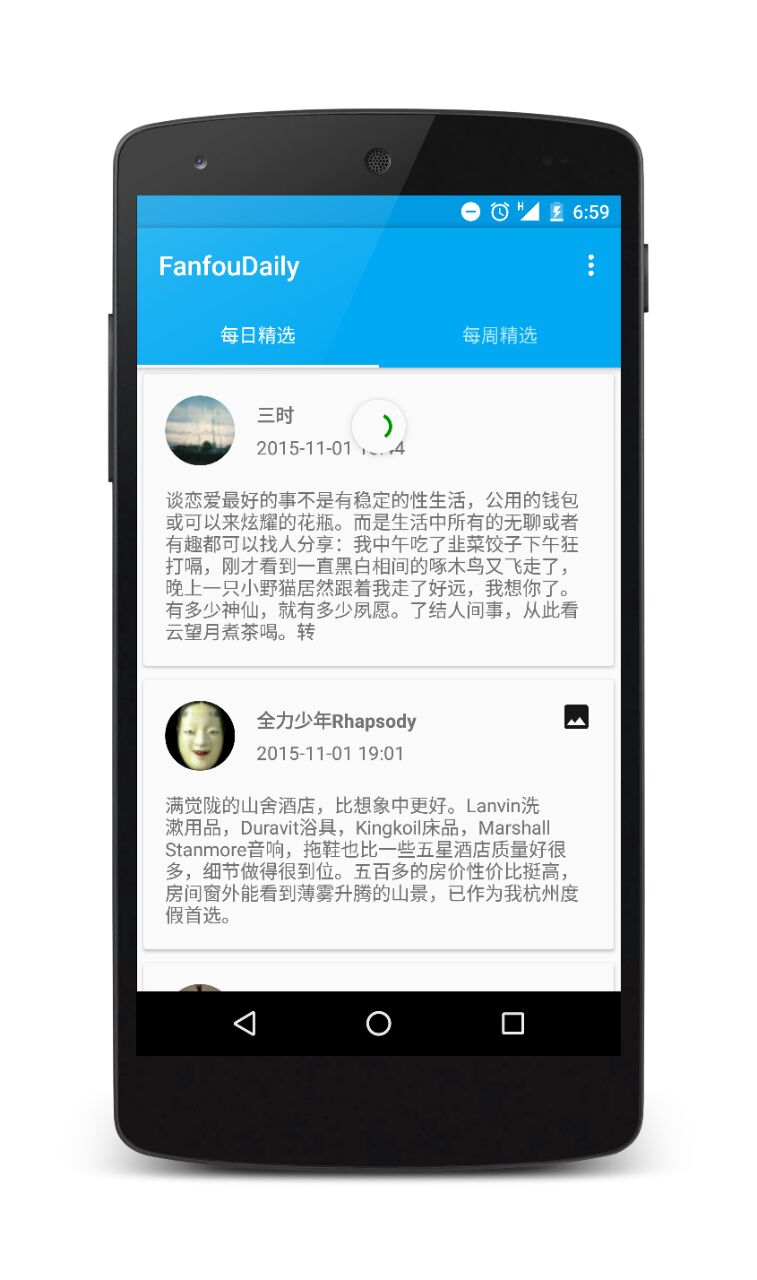 H 6:59
FanfouDaily
每日精选 每周精选
三时
2015-11-01
谈恋爱最好的事不是有稳定的性生活，公用的钱包
或可以来炫耀的花瓶。而是生活中所有的无聊或者
有趣都可以找人分享：我中午吃了韭菜饺子下午狂
打嗝，刚才看到一直黑白相间的啄木鸟又飞走了，
晚上一只小野猫居然跟着我走了好远，我想你了。
有多少神仙，就有多少夙愿。了结人间事，从此看
云望月煮茶喝。转
全力少年Rhapsody
2015-11-01 19:01
满觉陇的山舍酒店，比想象中更好。Lanvin洗
漱用品，Duravit浴具，Kingkoil床品，Marshall
Stanmore音响，拖鞋也比一些五星酒店质量好很
多，细节做得很到位。五百多的房价性价比挺高，
房间窗外能看到薄雾升腾的山景，已作为我杭州度
假首选。